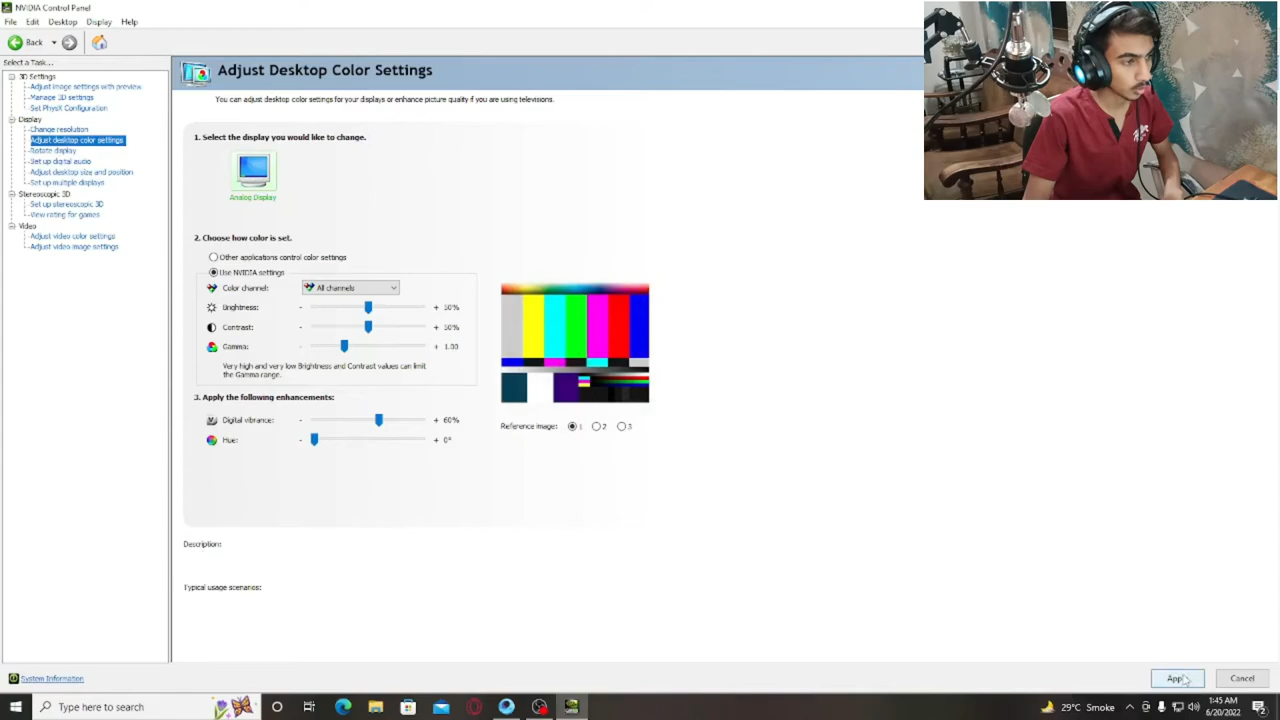 NVIDIA Control Panel
File Edit Desktop Display Help
Back
Select a Task...
3D Settings
Adjust image settings with preview
Manage 3D settings
Set PhysX Configuration
Display
Change resolution
Adjust desktop color settings
Rotate display
Set up digital audio
Adjust desktop size and position
Set up multiple displays
Stereoscopic 3D
Set up stereoscopic 3D
View rating for games
Video
Adjust video color settings
Adjust video image settings
System Information
Adjust Desktop Color Settings
You can adjust desktop color settings for your displays or enhance picture quality if you are using televisions.
1. Select the display you would like to change.
Analog Display
2. Choose how color is set.
Other applications control color settings
Use NVIDIA settings
Color channel: All channels
Brightness: - + 50%
Contrast: - + 50%
Gamma: - + 1.00
Very high and very low Brightness and Contrast values can limit
the Gamma range.
3. Apply the following enhancements:
Digital vibrance: - + 60%
Hue: - + 0°
Reference image: 1 2 3
Description:
Typical usage scenarios:
Apply Cancel
Type here to search
29°C Smoke
1:45 AM
6/20/2022
2